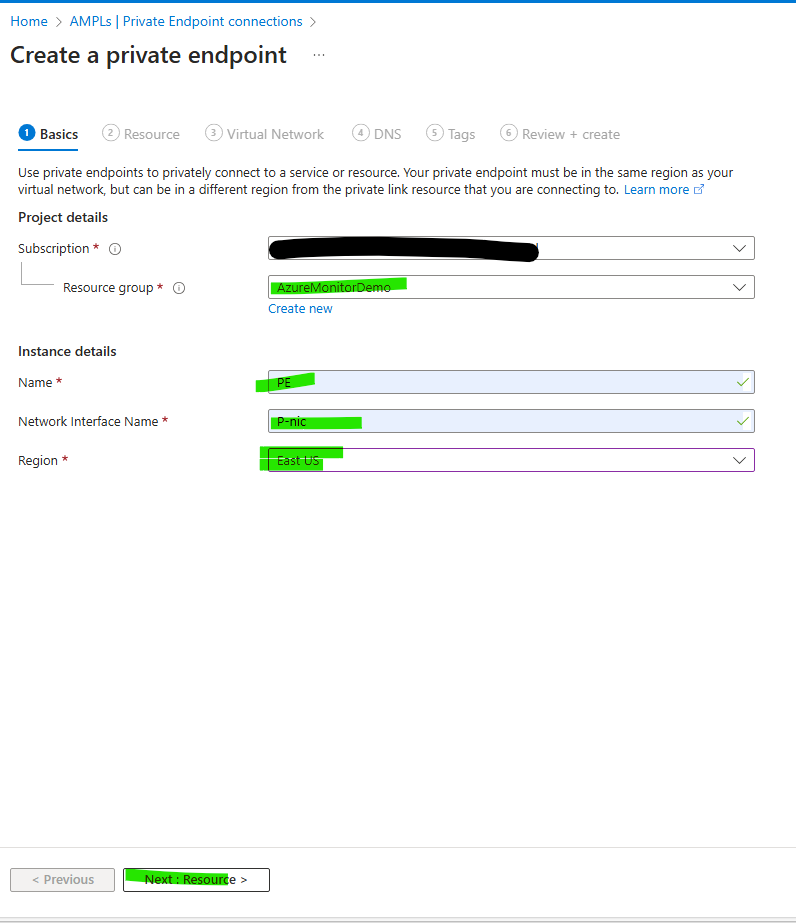 Home > AMPLs | Private Endpoint connections >
Create a private endpoint ...
1 Basics 2 Resource 3 Virtual Network 4 DNS 5 Tags 6 Review + create
Use private endpoints to privately connect to a service or resource. Your private endpoint must be in the same region as your
virtual network, but can be in a different region from the private link resource that you are connecting to. Learn more
Project details
Subscription *
Resource group * AzureMonitorDemo
Create new
Instance details
Name * PE
Network Interface Name * P-nic
Region * East US
< Previous Next : Resource >